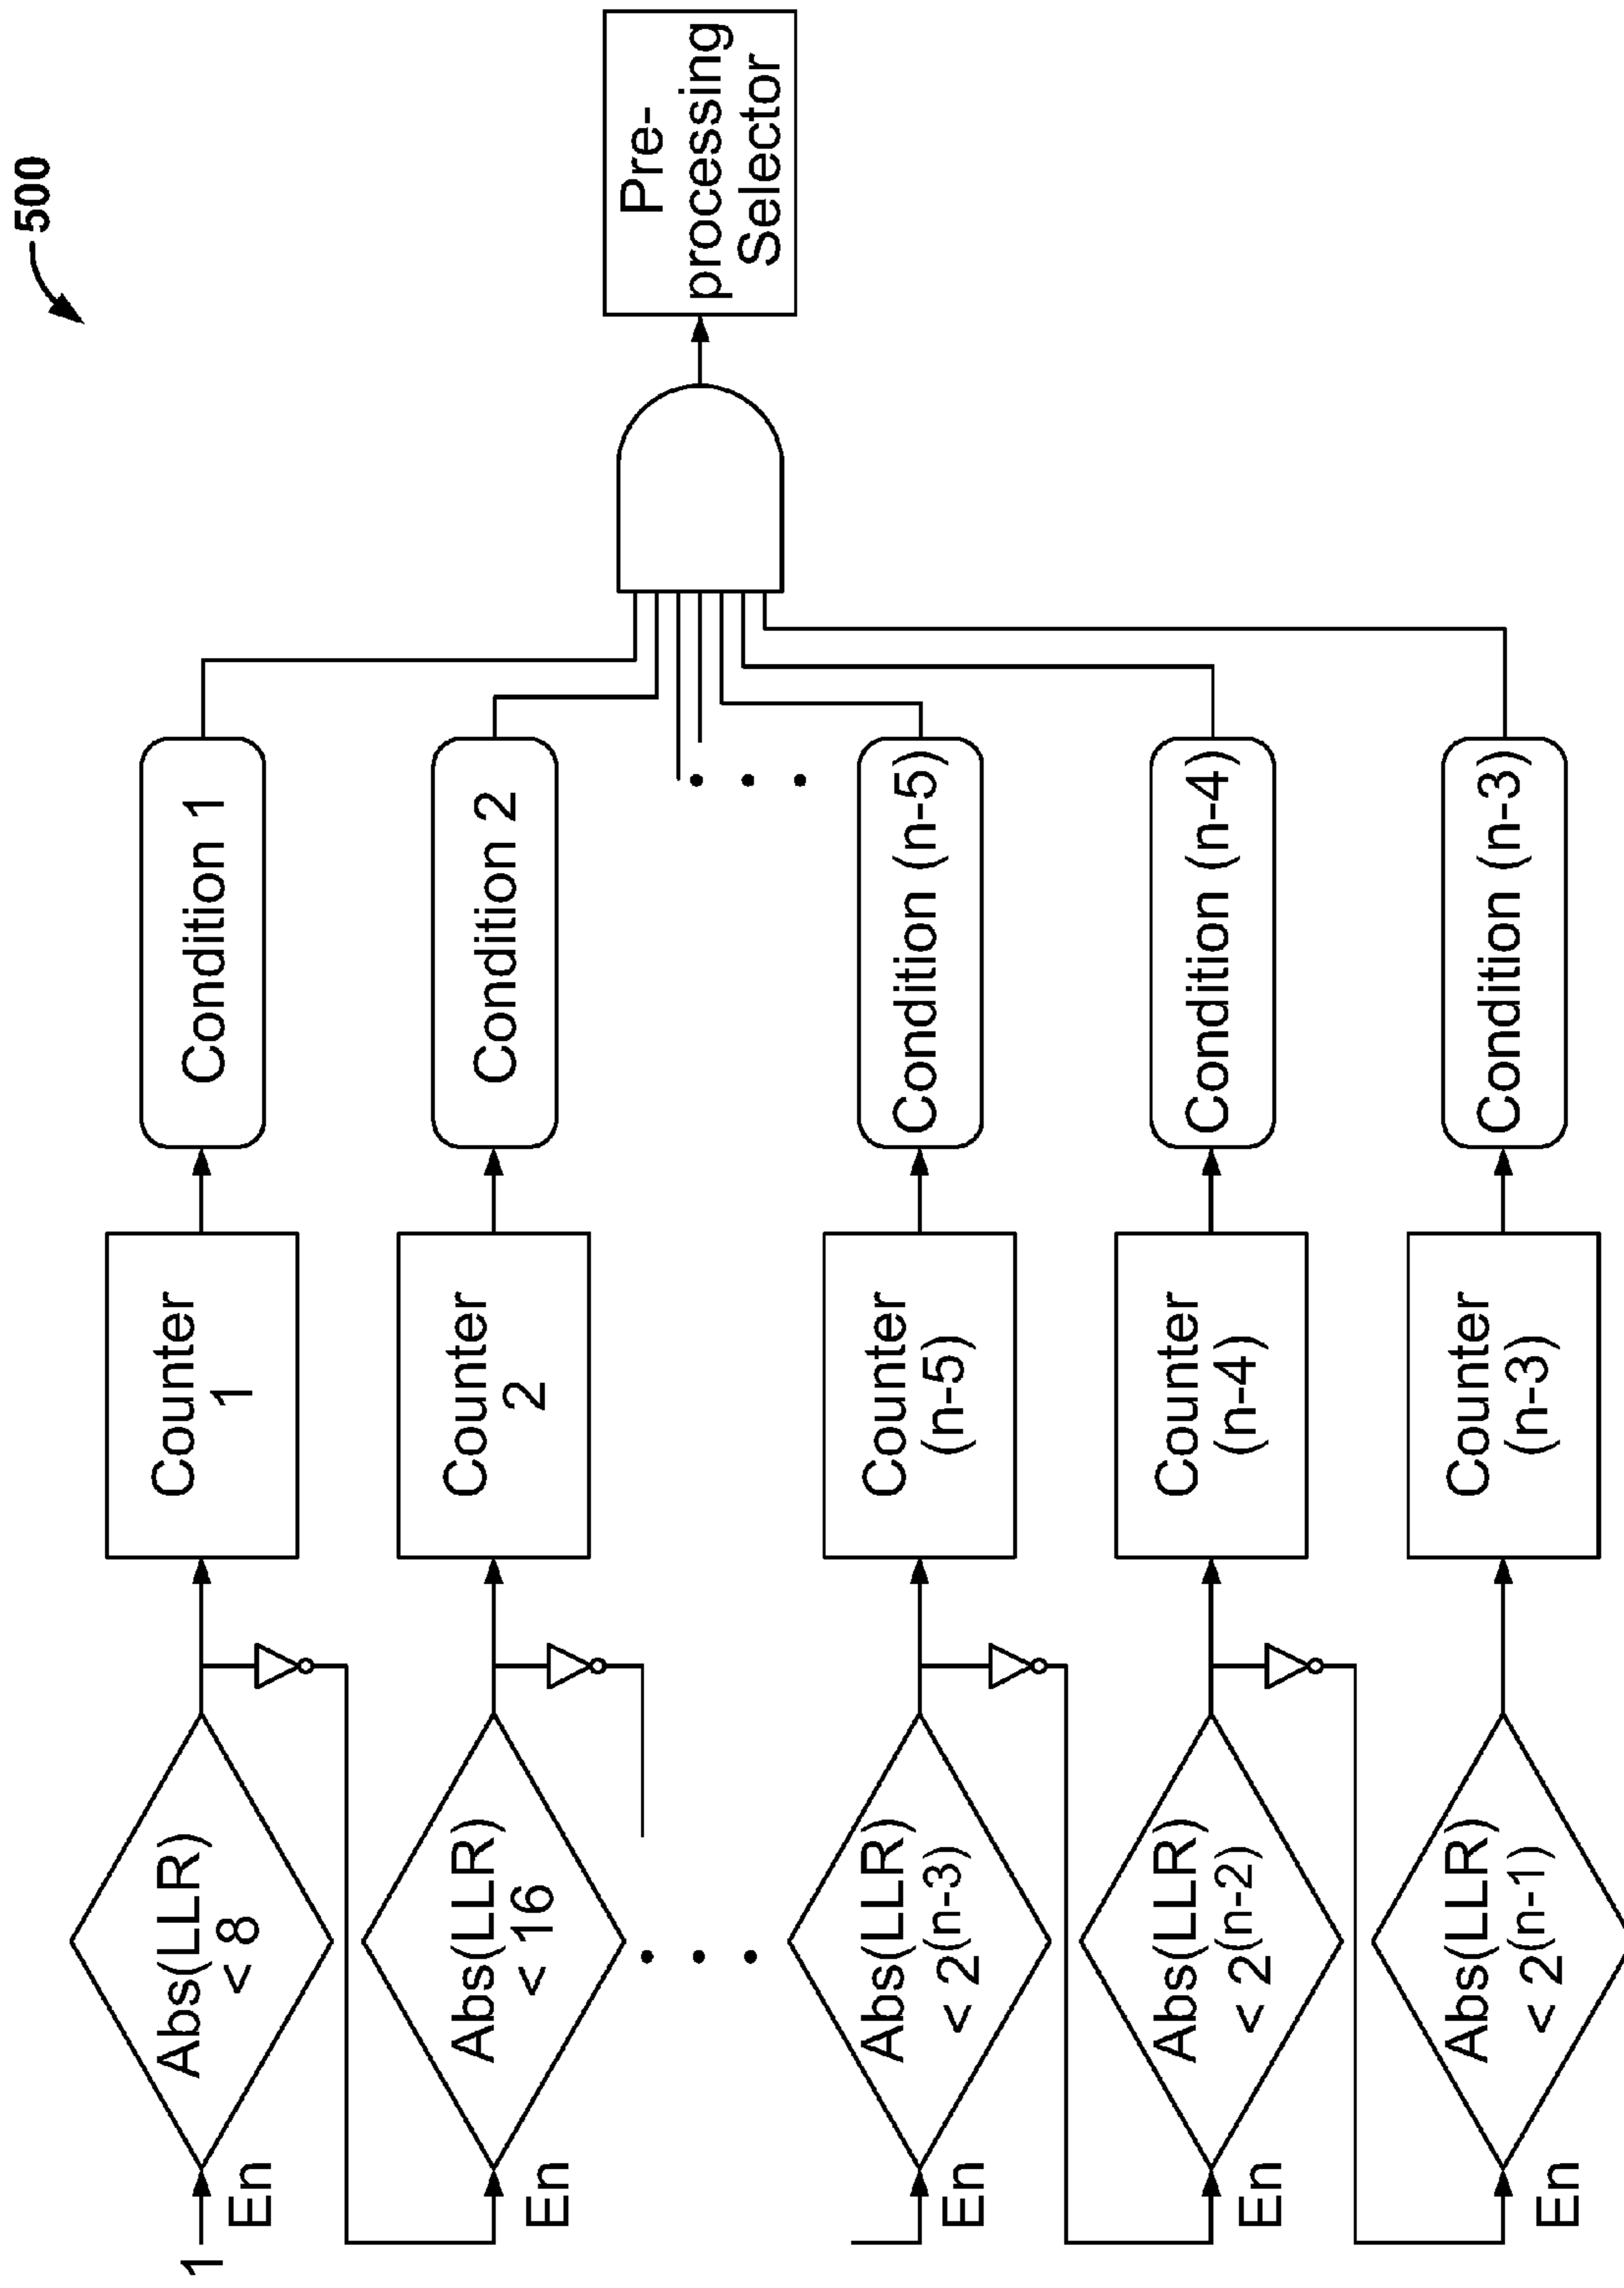 500
1
En
Abs(LLR)
< 8
Counter
1
Condition 1
En
Abs(LLR)
< 16
Counter
2
Condition 2
Pre-
processing
Selector
En
Abs(LLR)
< 2(n-3)
Counter
(n-5)
Condition (n-5)
En
Abs(LLR)
< 2(n-2)
Counter
(n-4)
Condition (n-4)
En
Abs(LLR)
< 2(n-1)
Counter
(n-3)
Condition (n-3)